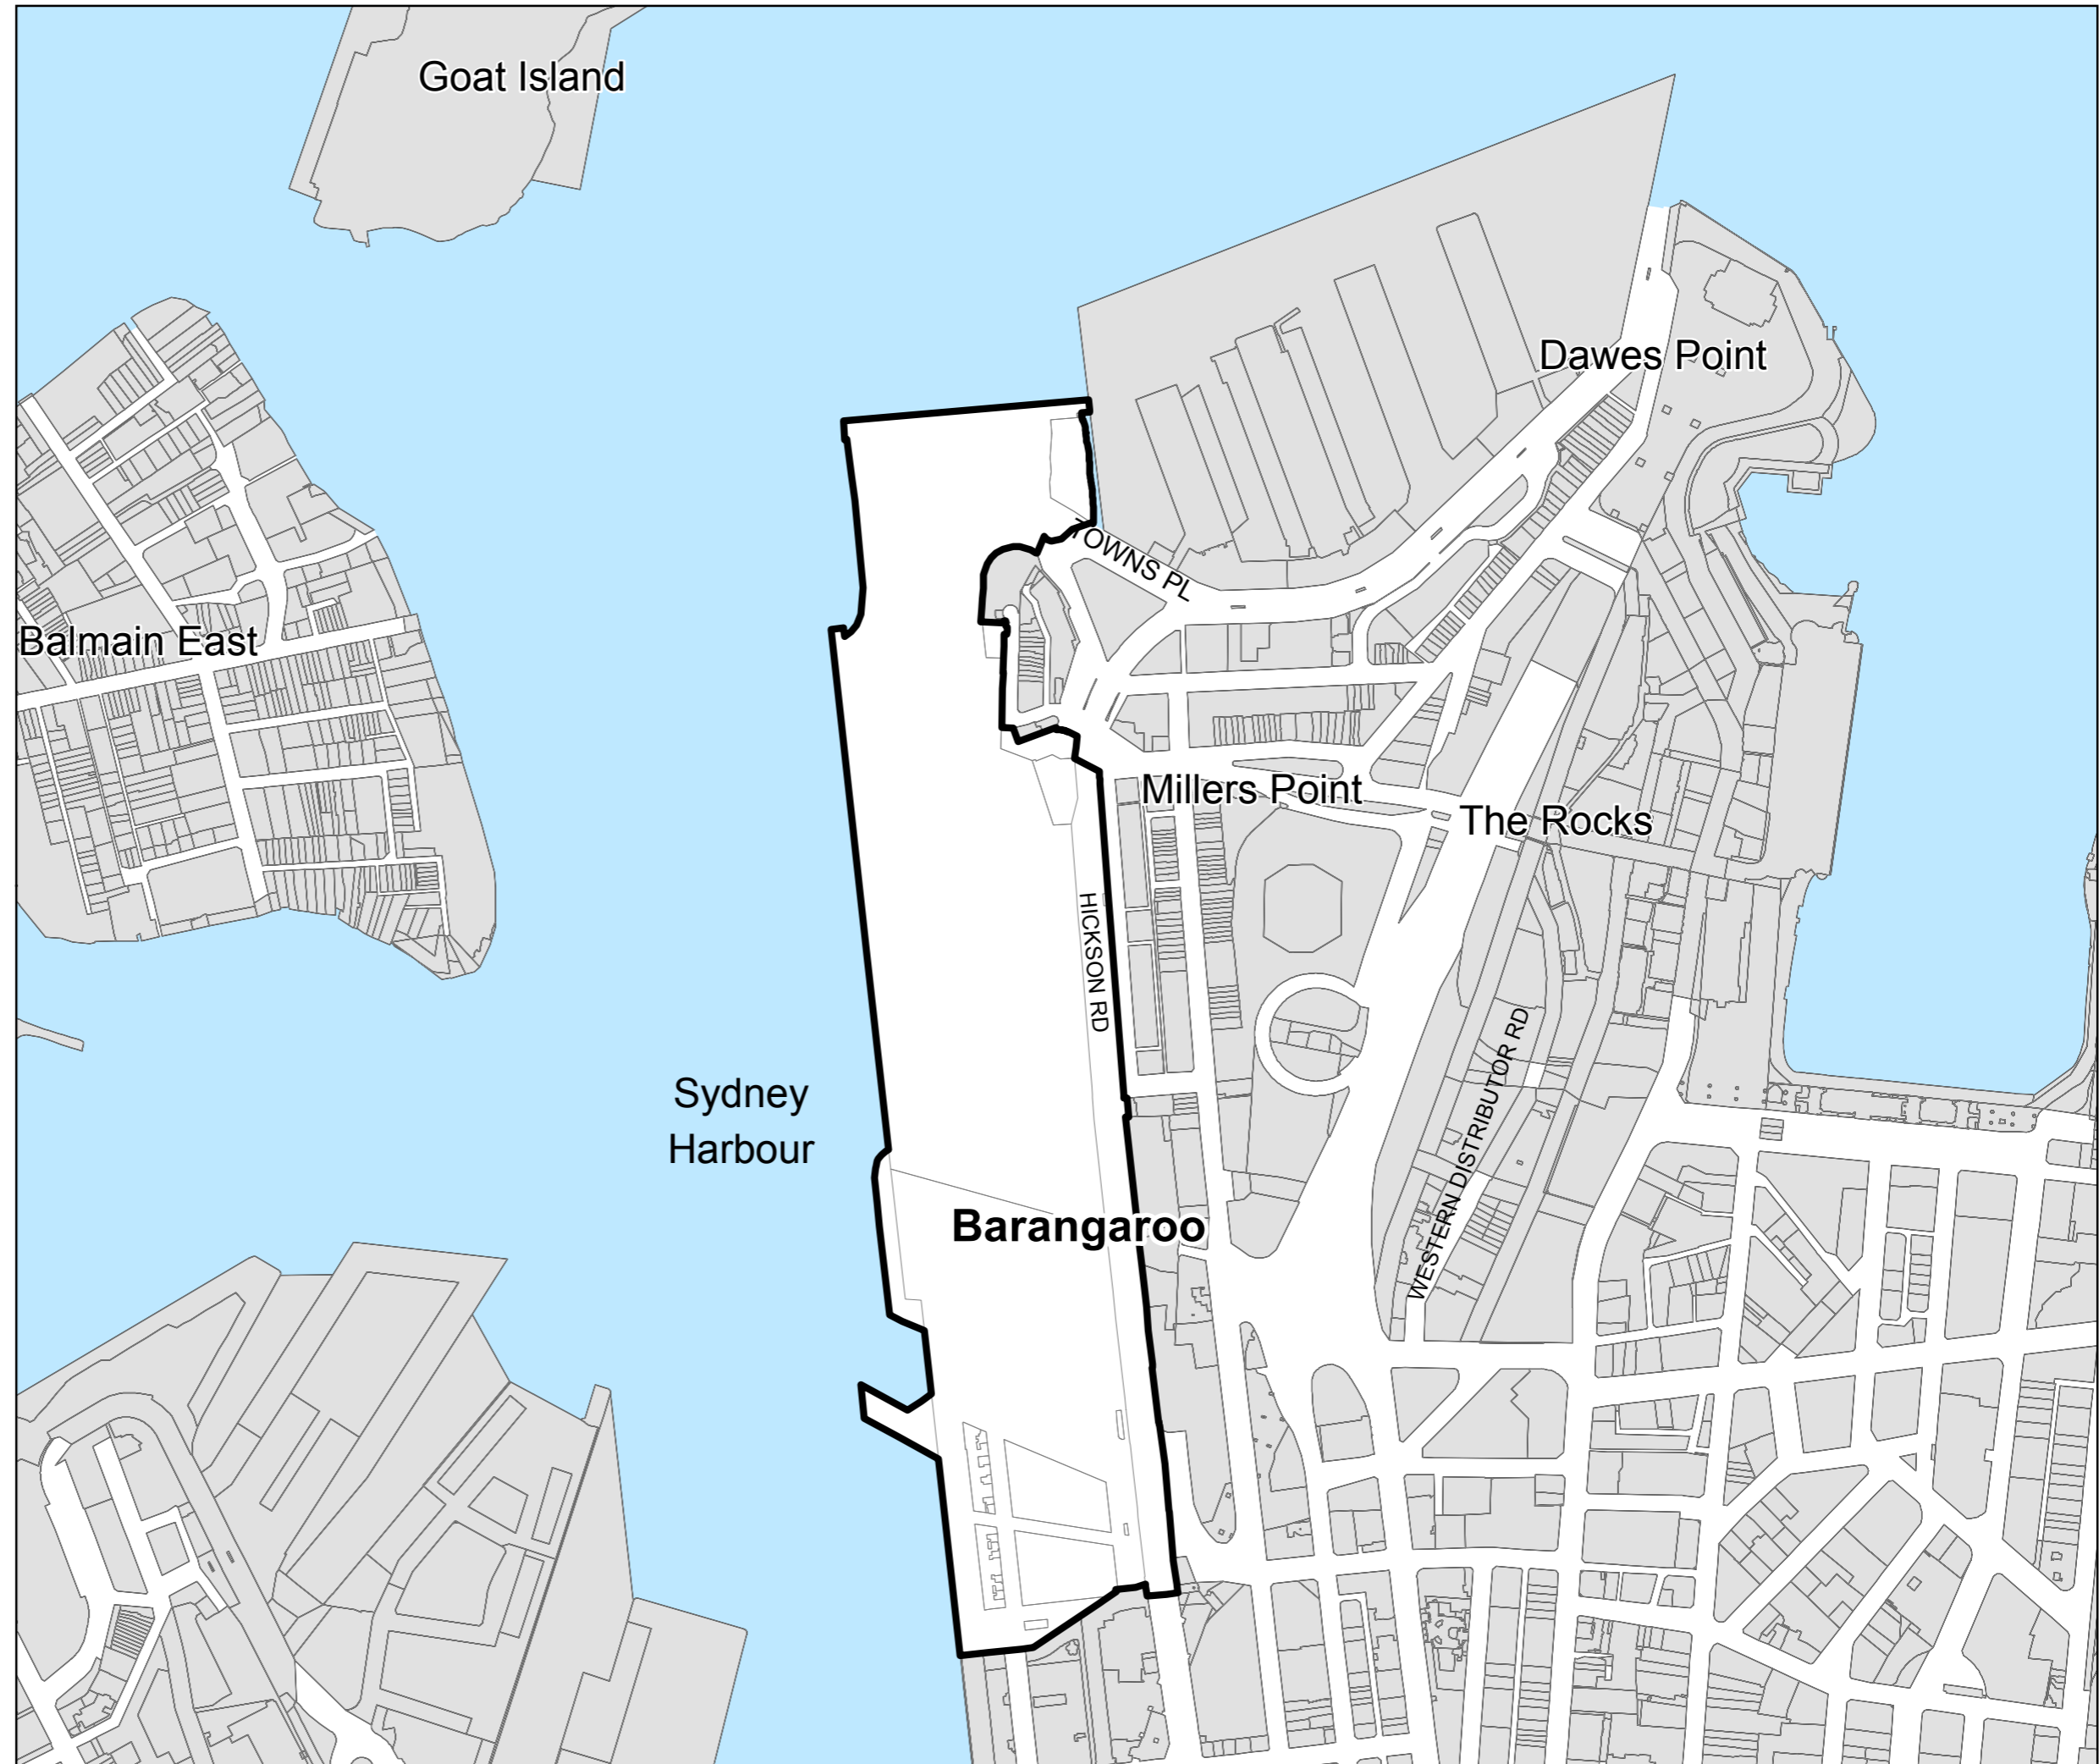 Goat Island
Dawes Point
TOWNS PL
Balmain East
Millers Point
The Rocks
HICKSON RD
Sydney
Harbour
WESTERN DISTRIBUTOR RD
Barangaroo